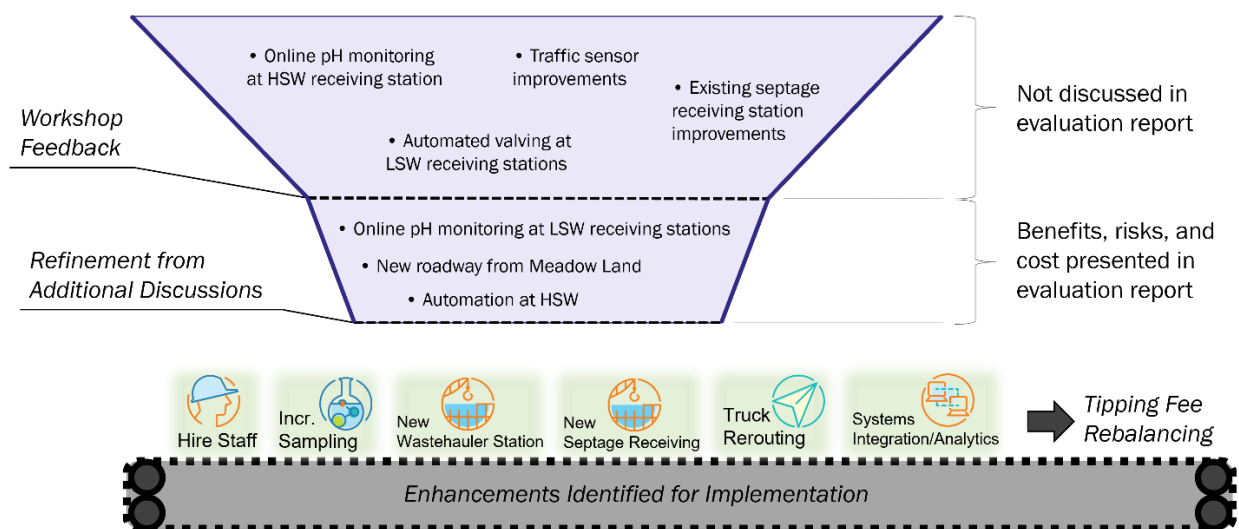 • Online pH monitoring
at HSW receiving station
• Traffic sensor
improvements
• Existing septage
receiving station
improvements
• Automated valving at
LSW receiving stations
Not discussed in
evaluation report
Workshop
Feedback
• Online pH monitoring at LSW receiving stations
• New roadway from Meadow Land
• Automation at HSW
Benefits, risks, and
cost presented in
evaluation report
Refinement from
Additional Discussions
Hire Staff
Incr.
Sampling
New
Wastehauler Station
New
Septage Receiving
Truck
Rerouting
Systems
Integration/Analytics
Tipping Fee
Rebalancing
Enhancements Identified for Implementation